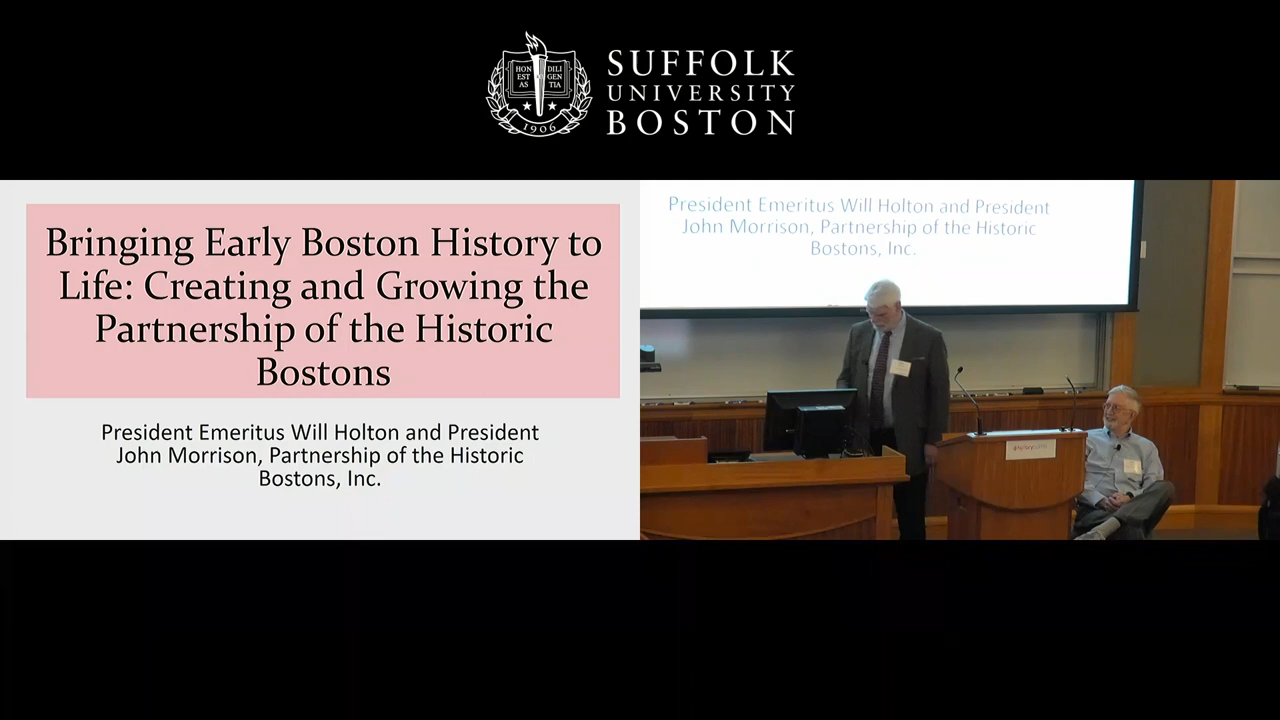 HON
EST
AS
DILI
GEN
TIA
1906
SUFFOLK
UNIVERSITY
BOSTON
Bringing Early Boston History to
Life: Creating and Growing the
Partnership of the Historic
Bostons
President Emeritus Will Holton and President
John Morrison, Partnership of the Historic
Bostons, Inc.
President Emeritus Will Holton and President
John Morrison, Partnership of the Historic
Bostons, Inc.